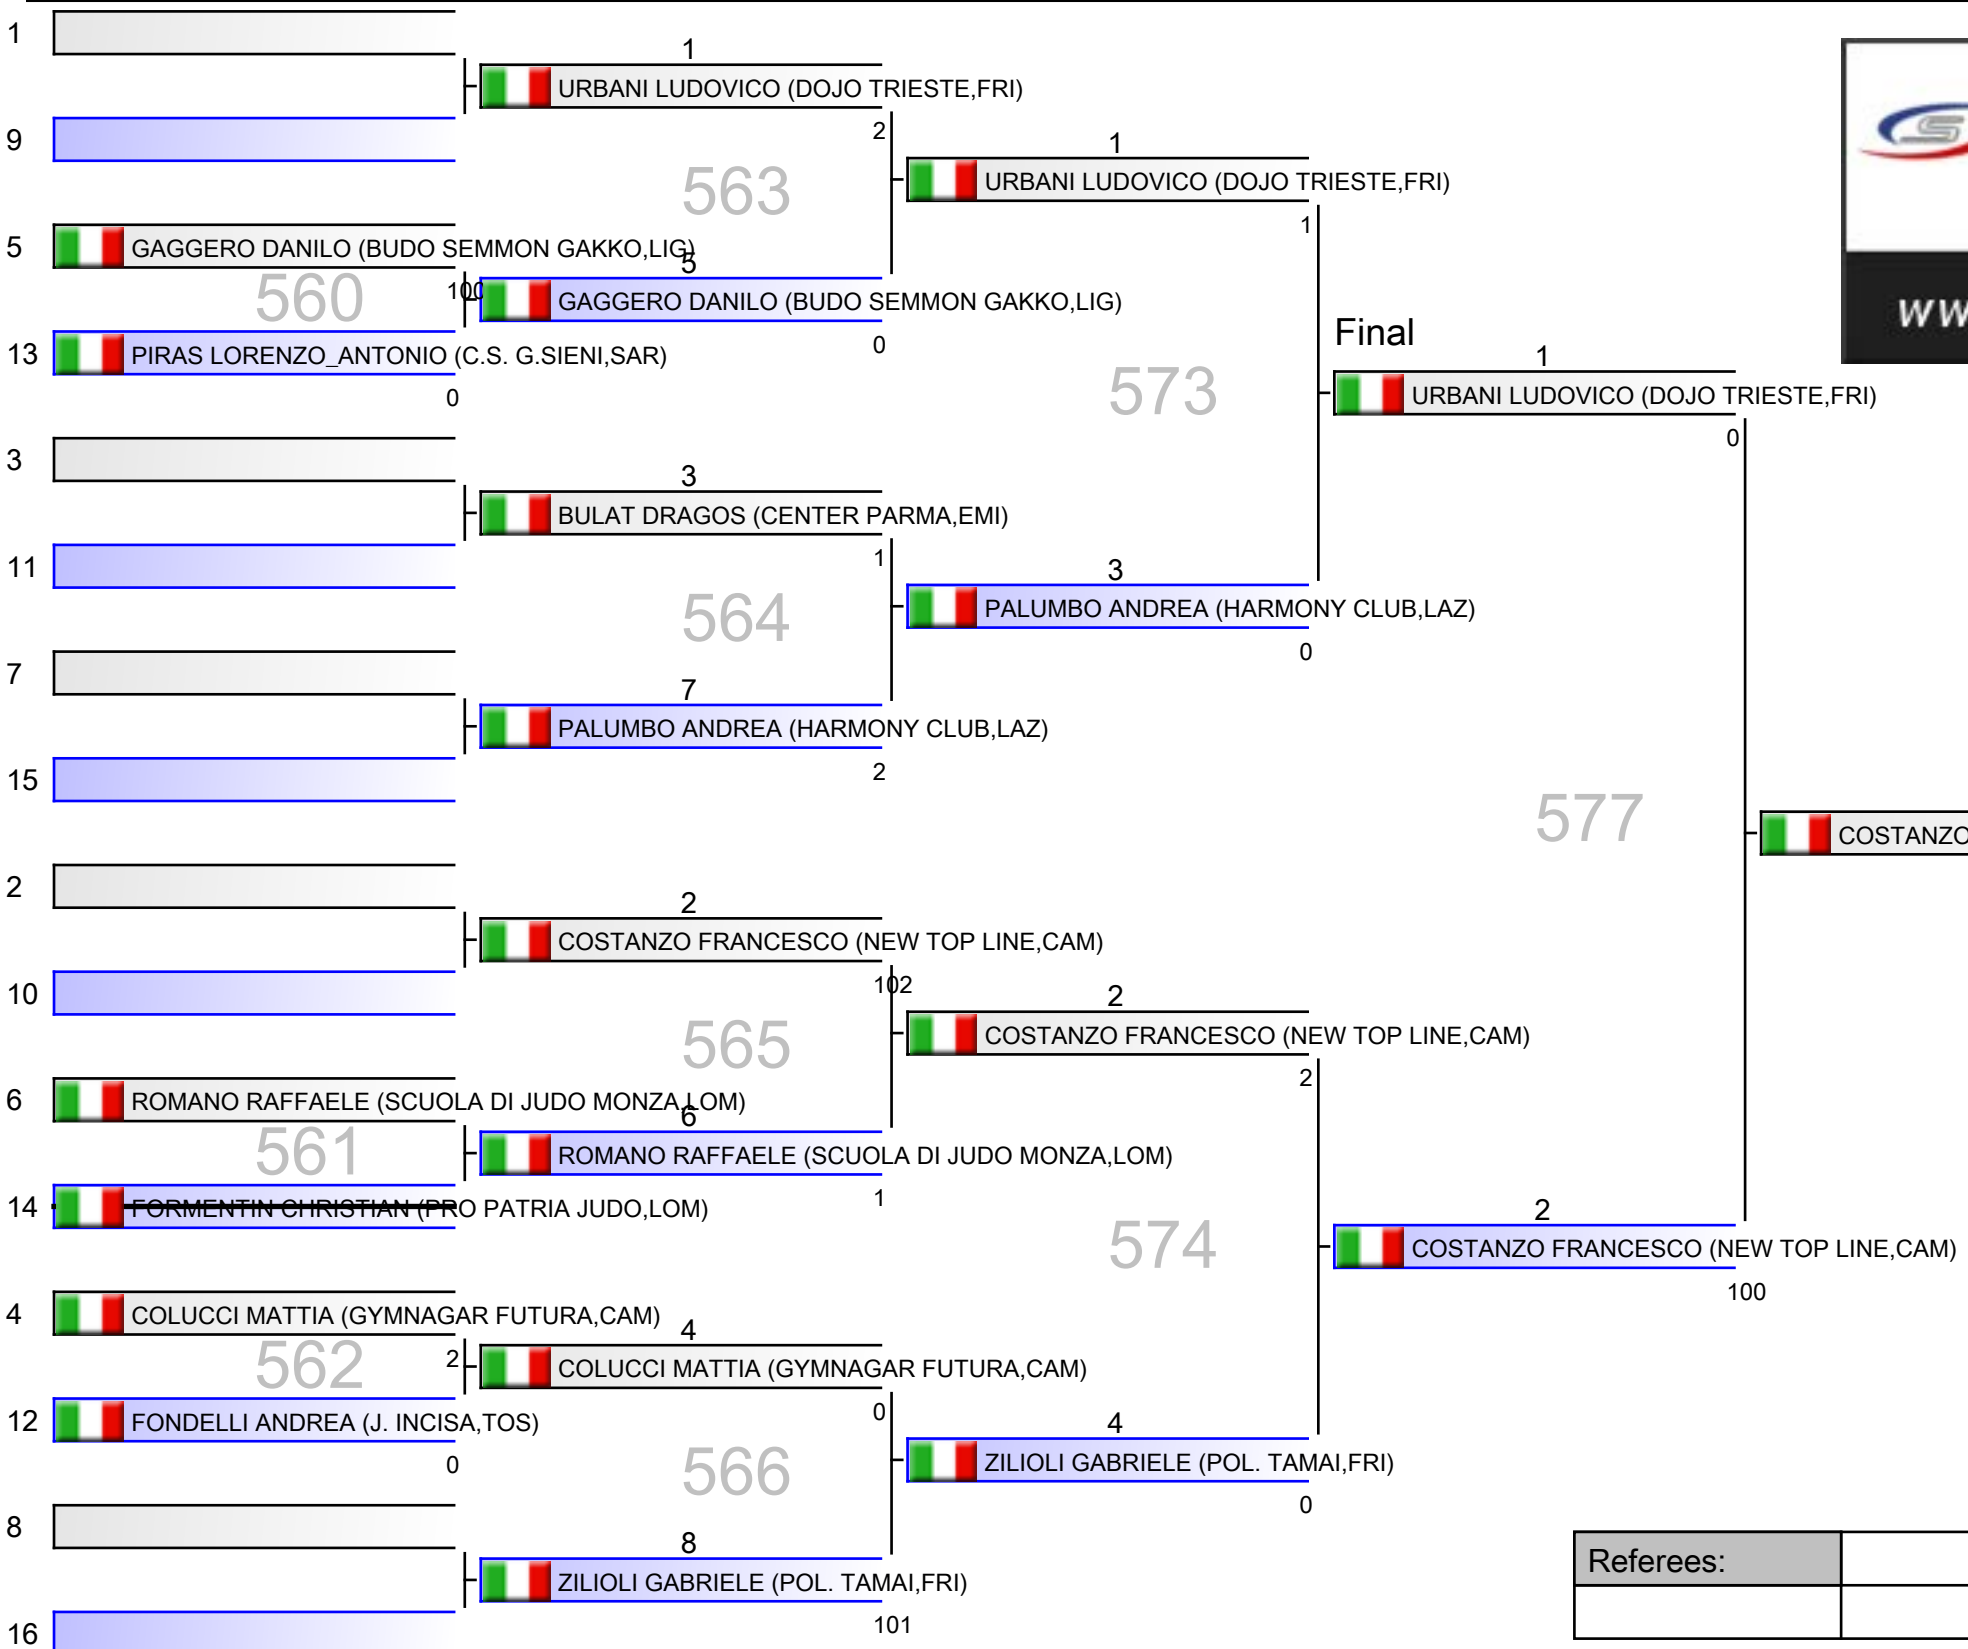 1
1
URBANI LUDOVICO (DOJO TRIESTE,FRI)
2
9
1
URBANI LUDOVICO (DOJO TRIESTE,FRI)
563
1
5
GAGGERO DANILO (BUDO SEMMON GAKKO,LIG)
5
560
100
GAGGERO DANILO (BUDO SEMMON GAKKO,LIG)
0
WW
Final
13
PIRAS LORENZO_ANTONIO (C.S. G.SIENI,SAR)
0
573
1
URBANI LUDOVICO (DOJO TRIESTE,FRI)
0
3
3
BULAT DRAGOS (CENTER PARMA,EMI)
1
11
3
PALUMBO ANDREA (HARMONY CLUB,LAZ)
0
564
7
7
PALUMBO ANDREA (HARMONY CLUB,LAZ)
2
15
577
COSTANZO
2
2
COSTANZO FRANCESCO (NEW TOP LINE,CAM)
102
10
2
COSTANZO FRANCESCO (NEW TOP LINE,CAM)
2
565
6
ROMANO RAFFAELE (SCUOLA DI JUDO MONZA,LOM)
6
561
ROMANO RAFFAELE (SCUOLA DI JUDO MONZA,LOM)
1
14
FORMENTIN CHRISTIAN (PRO PATRIA JUDO,LOM)
574
2
COSTANZO FRANCESCO (NEW TOP LINE,CAM)
100
4
COLUCCI MATTIA (GYMNAGAR FUTURA,CAM)
4
562
2
COLUCCI MATTIA (GYMNAGAR FUTURA,CAM)
0
12
FONDELLI ANDREA (J. INCISA,TOS)
0
4
ZILIOLI GABRIELE (POL. TAMAI,FRI)
0
566
8
8
ZILIOLI GABRIELE (POL. TAMAI,FRI)
101
16
Referees: